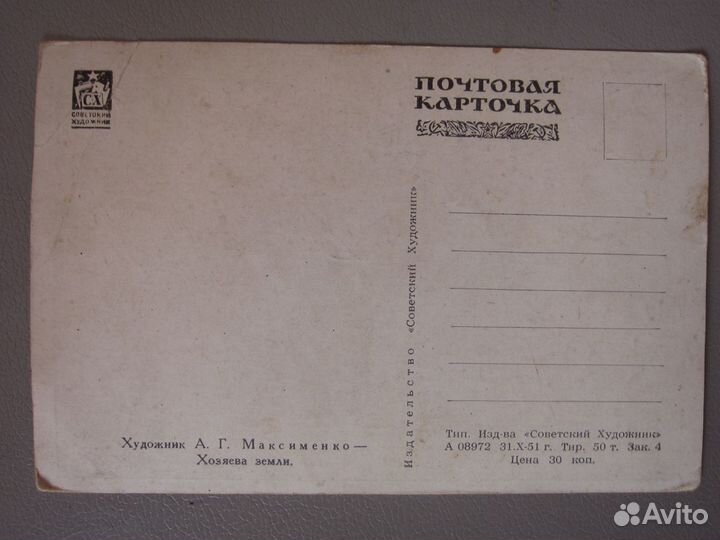 СХ
СОВЕТСКИЙ
ХУДОЖНИК
ПОЧТОВАЯ
КАРТОЧКА
Издательство «Советский Художник»
Художник А. Г. Максименко —
Хозяева земли.
Тип. Изд-ва «Советский Художник»
А 08972 31.X-51 г. Тир. 50 т. Зак. 4
Цена 30 коп.
Avito